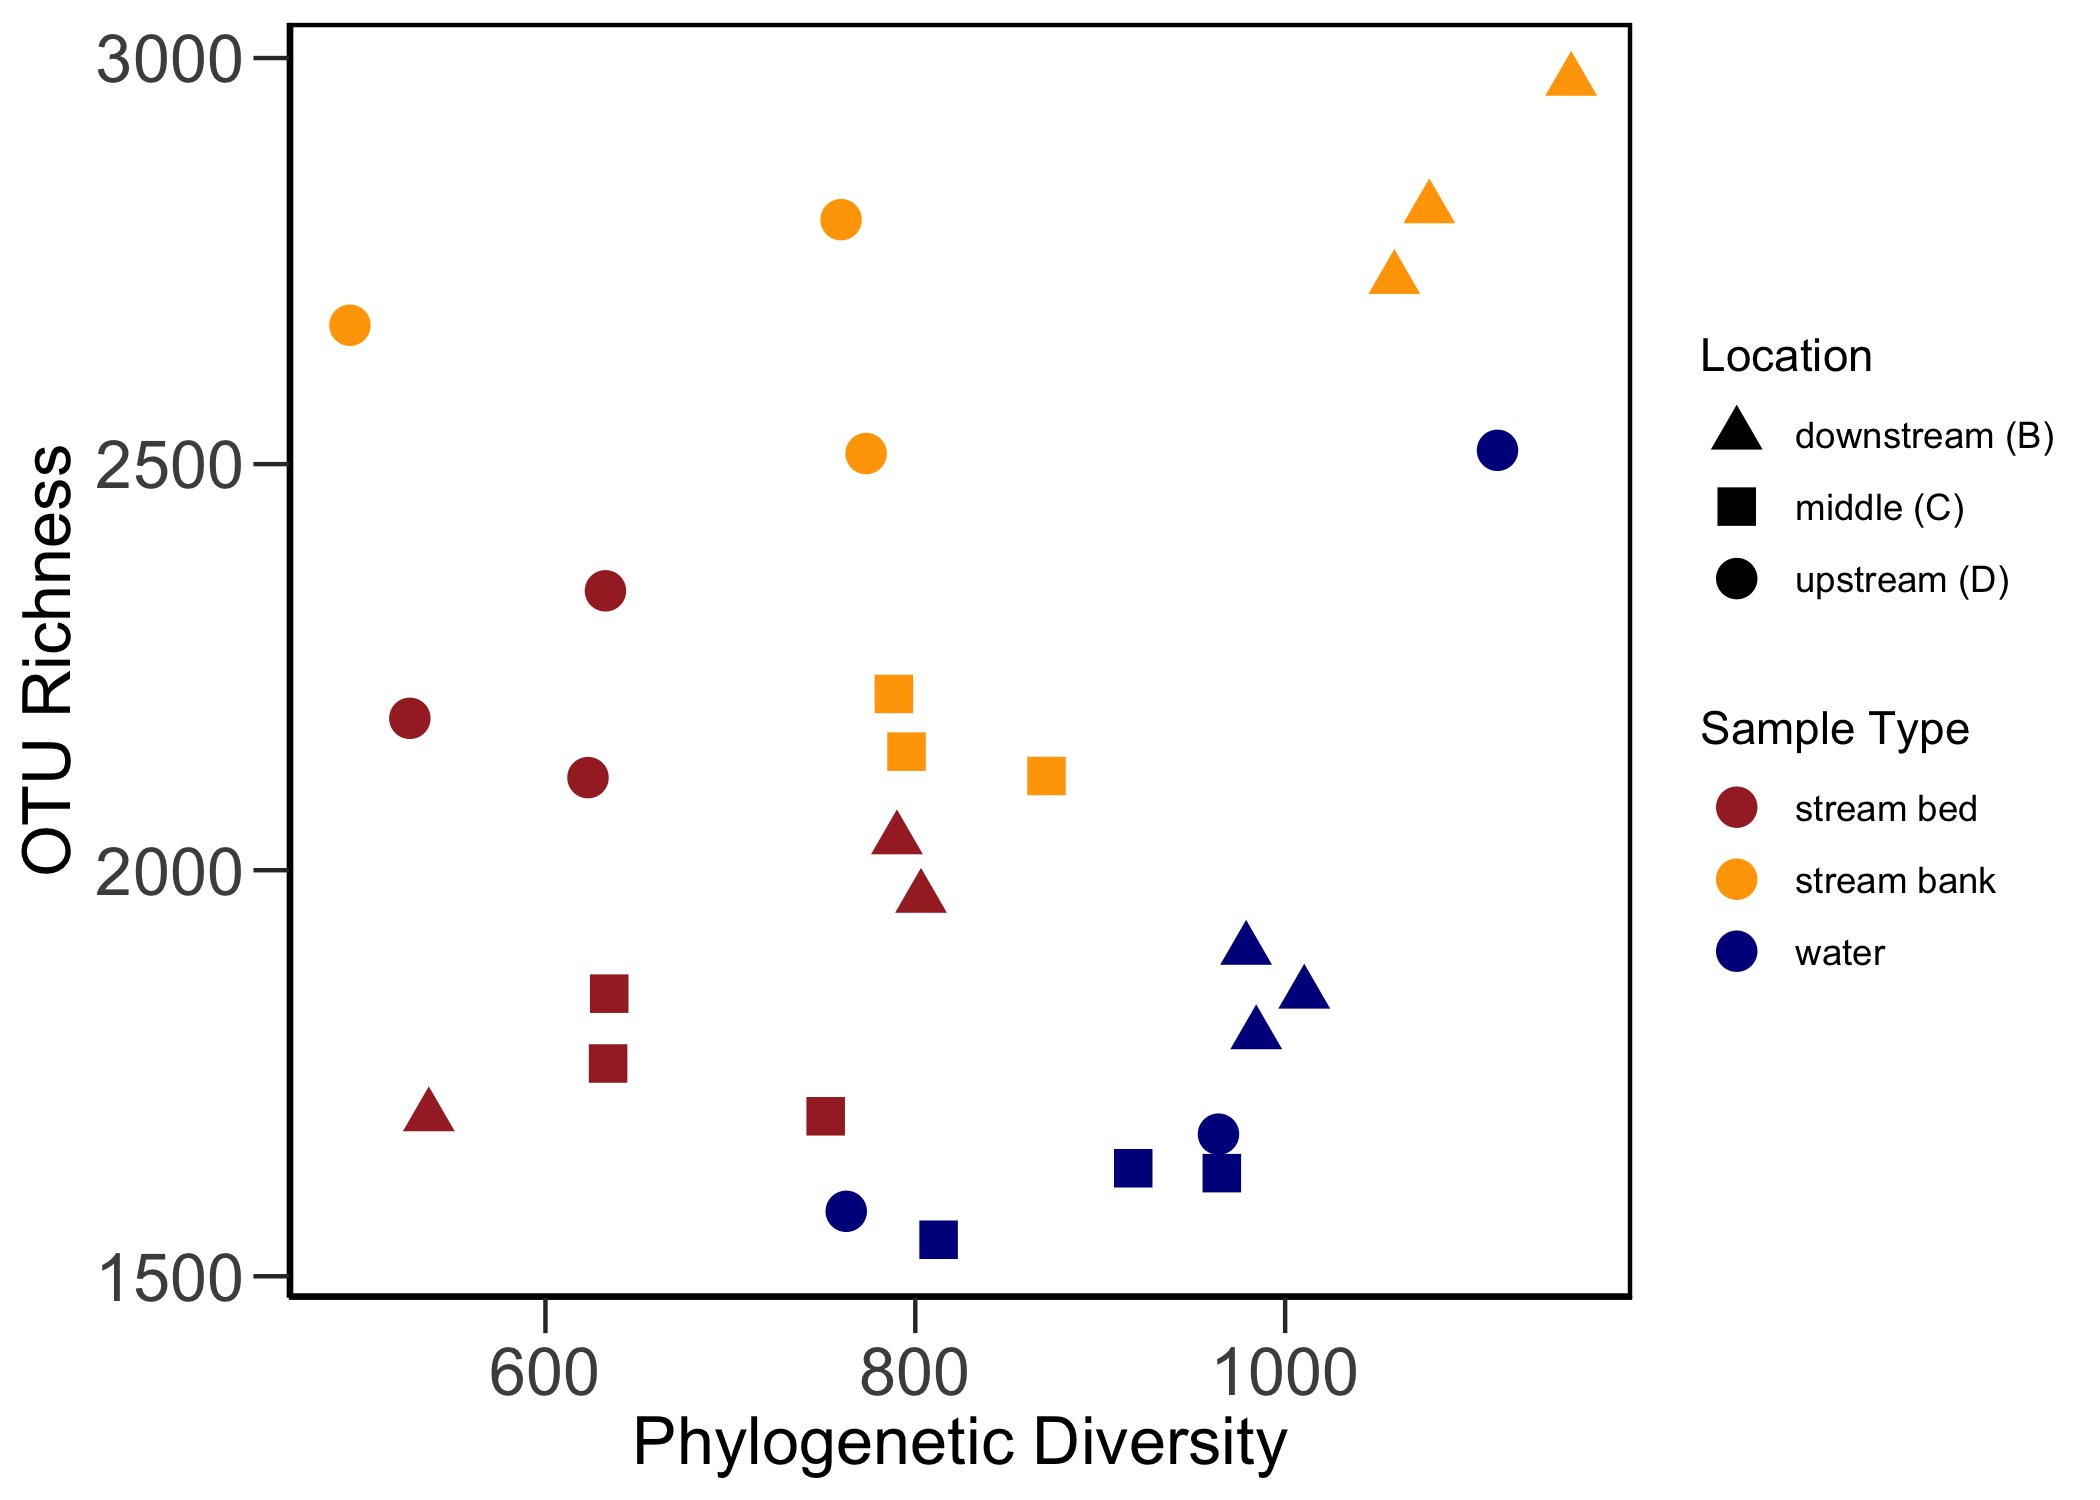 3000
2500
2000
1500
OTU Richness
600 800 1000
Phylogenetic Diversity
Location
downstream (B)
middle (C)
upstream (D)
Sample Type
stream bed
stream bank
water